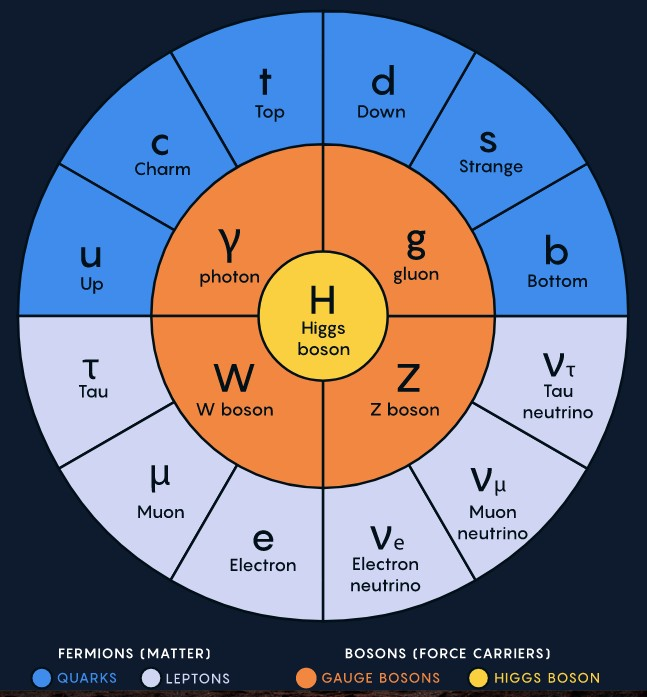 t
Top
d
Down
c
Charm
s
Strange
u
Up
γ
photon
g
gluon
b
Bottom
H
Higgs
boson
τ
Tau
W
W boson
Z
Z boson
ντ
Tau
neutrino
μ
Muon
νμ
Muon
neutrino
e
Electron
νe
Electron
neutrino
FERMIONS (MATTER)
BOSONS (FORCE CARRIERS)
QUARKS
LEPTONS
GAUGE BOSONS
HIGGS BOSON